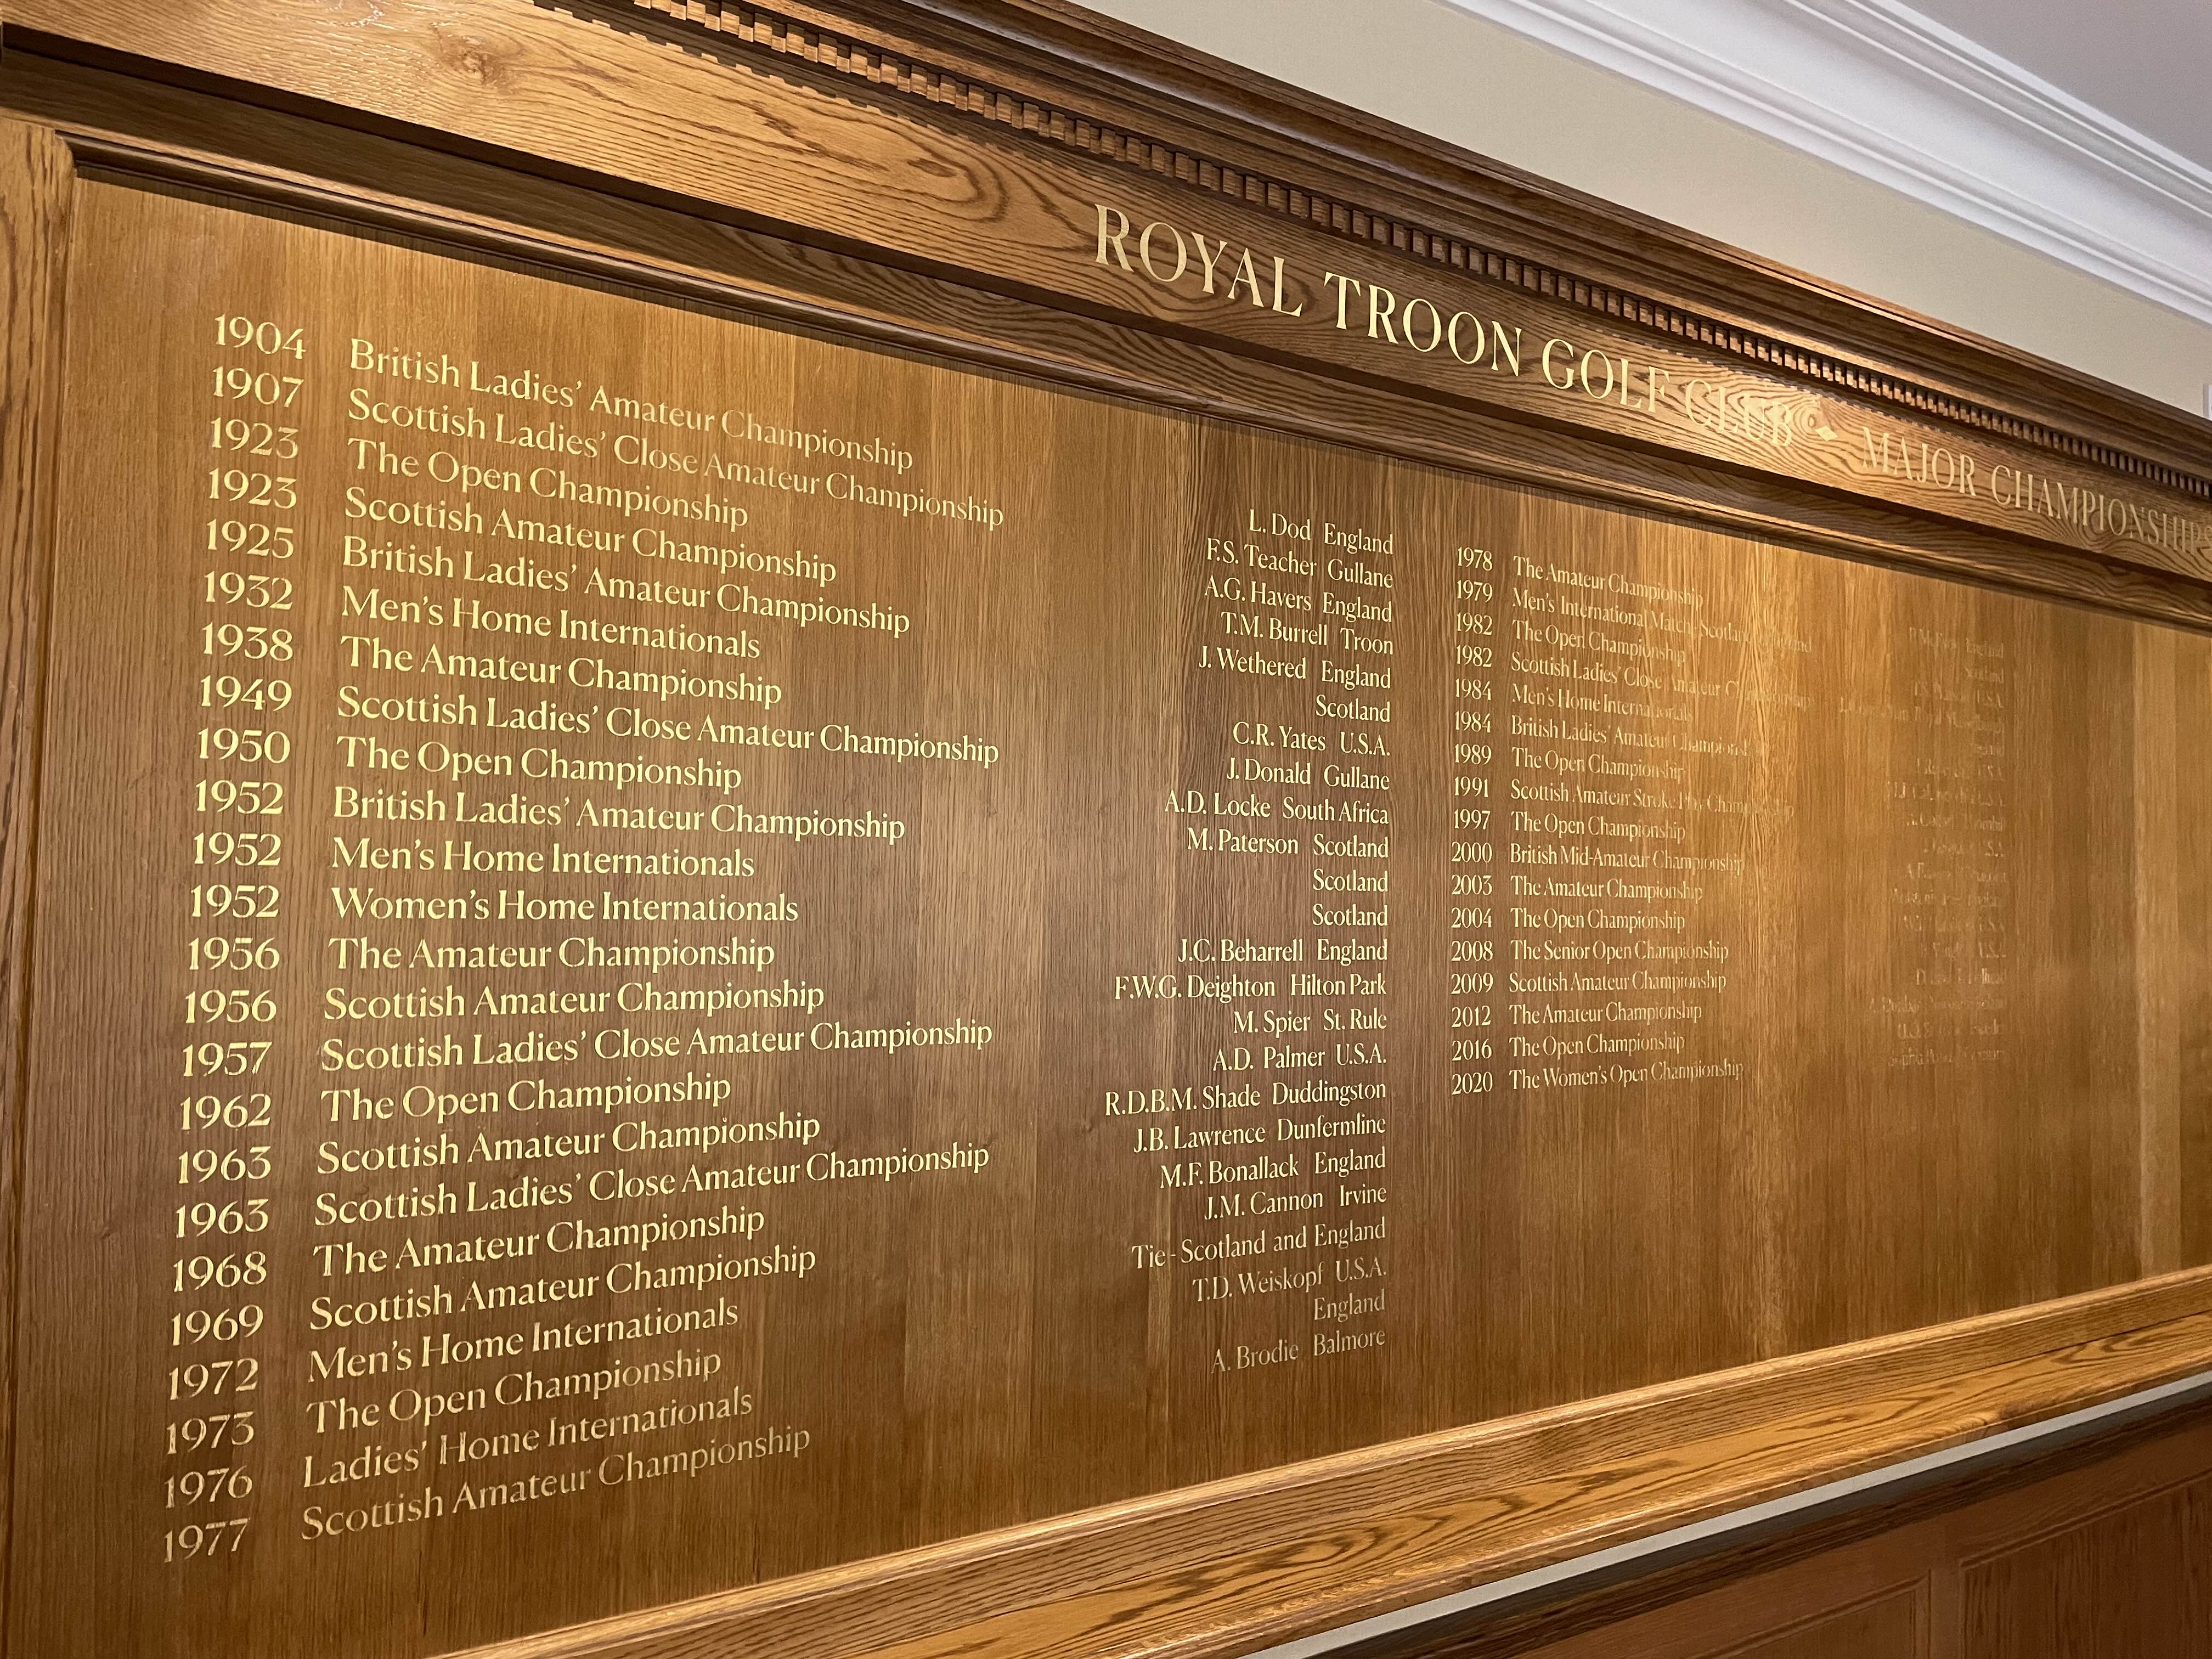 ROYAL TROON GOLF CLUB MAJOR CHAMPIONSHIPS
1904 British Ladies' Amateur Championship L. Dod England
1907 Scottish Ladies' Close Amateur Championship F.S. Teacher Gullane
1923 The Open Championship A.G. Havers England
1923 Scottish Amateur Championship T.M. Burrell Troon
1925 British Ladies' Amateur Championship J. Wethered England
1932 Men's Home Internationals Scotland
1938 The Amateur Championship C.R. Yates U.S.A.
1949 Scottish Ladies' Close Amateur Championship J. Donald Gullane
1950 The Open Championship A.D. Locke South Africa
1952 British Ladies' Amateur Championship M. Paterson Scotland
1952 Men's Home Internationals Scotland
1952 Women's Home Internationals Scotland
1956 The Amateur Championship J.C. Beharrell England
1956 Scottish Amateur Championship F.W.G. Deighton Hilton Park
1957 Scottish Ladies' Close Amateur Championship M. Spier St. Rule
1962 The Open Championship A.D. Palmer U.S.A.
1963 Scottish Amateur Championship R.D.B.M. Shade Duddingston
1963 Scottish Ladies' Close Amateur Championship J.B. Lawrence Dunfermline
1968 The Amateur Championship M.F. Bonallack England
1969 Scottish Amateur Championship J.M. Cannon Irvine
1972 Men's Home Internationals Tie - Scotland and England
1973 The Open Championship T.D. Weiskopf U.S.A.
1976 Ladies' Home Internationals England
1977 Scottish Amateur Championship A. Brodie Balmore
1978 The Amateur Championship
1979 Men's International Match Scotland
1982 The Open Championship
1982 Scottish Ladies' Close Amateur Championship
1984 Men's Home Internationals
1984 British Ladies' Amateur Championship
1989 The Open Championship
1991 Scottish Amateur Stroke Play Championship
1997 The Open Championship
2000 British Mid-Amateur Championship
2003 The Amateur Championship
2004 The Open Championship
2008 The Senior Open Championship
2009 Scottish Amateur Championship
2012 The Amateur Championship
2016 The Open Championship
2020 The Women's Open Championship